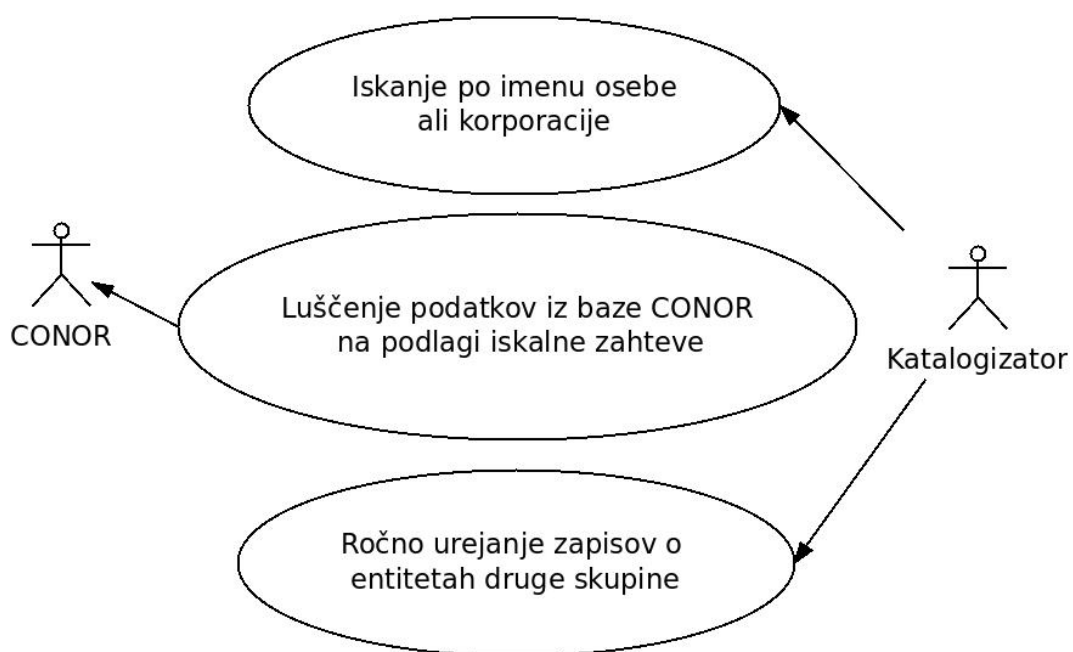 Iskanje po imenu osebe
ali korporacije
CONOR
Luščenje podatkov iz baze CONOR
na podlagi iskalne zahteve
Katalogizator
Ročno urejanje zapisov o
entitetah druge skupine